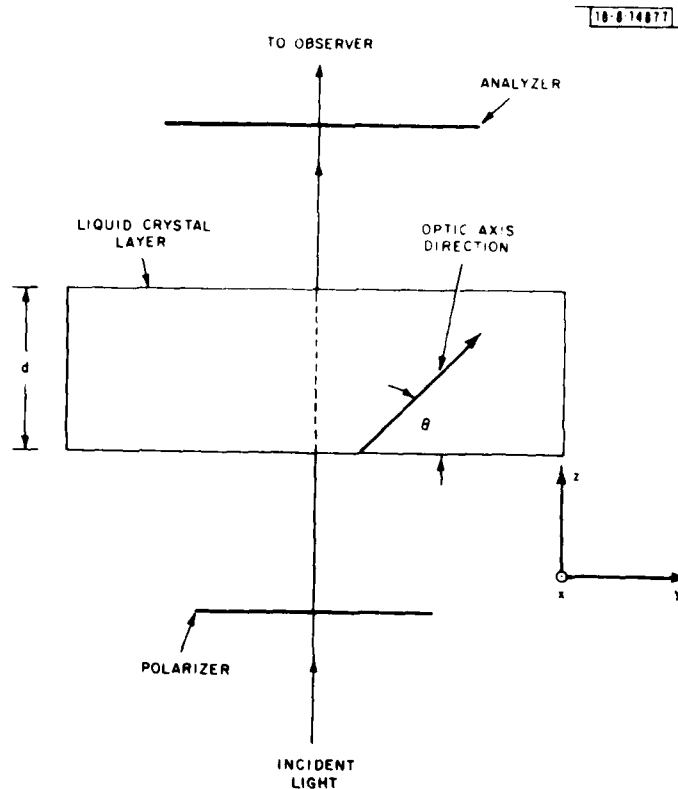 18-8-14877
TO OBSERVER
ANALYZER
LIQUID CRYSTAL
LAYER
OPTIC AXIS
DIRECTION
d
θ
z
x
y
POLARIZER
INCIDENT
LIGHT